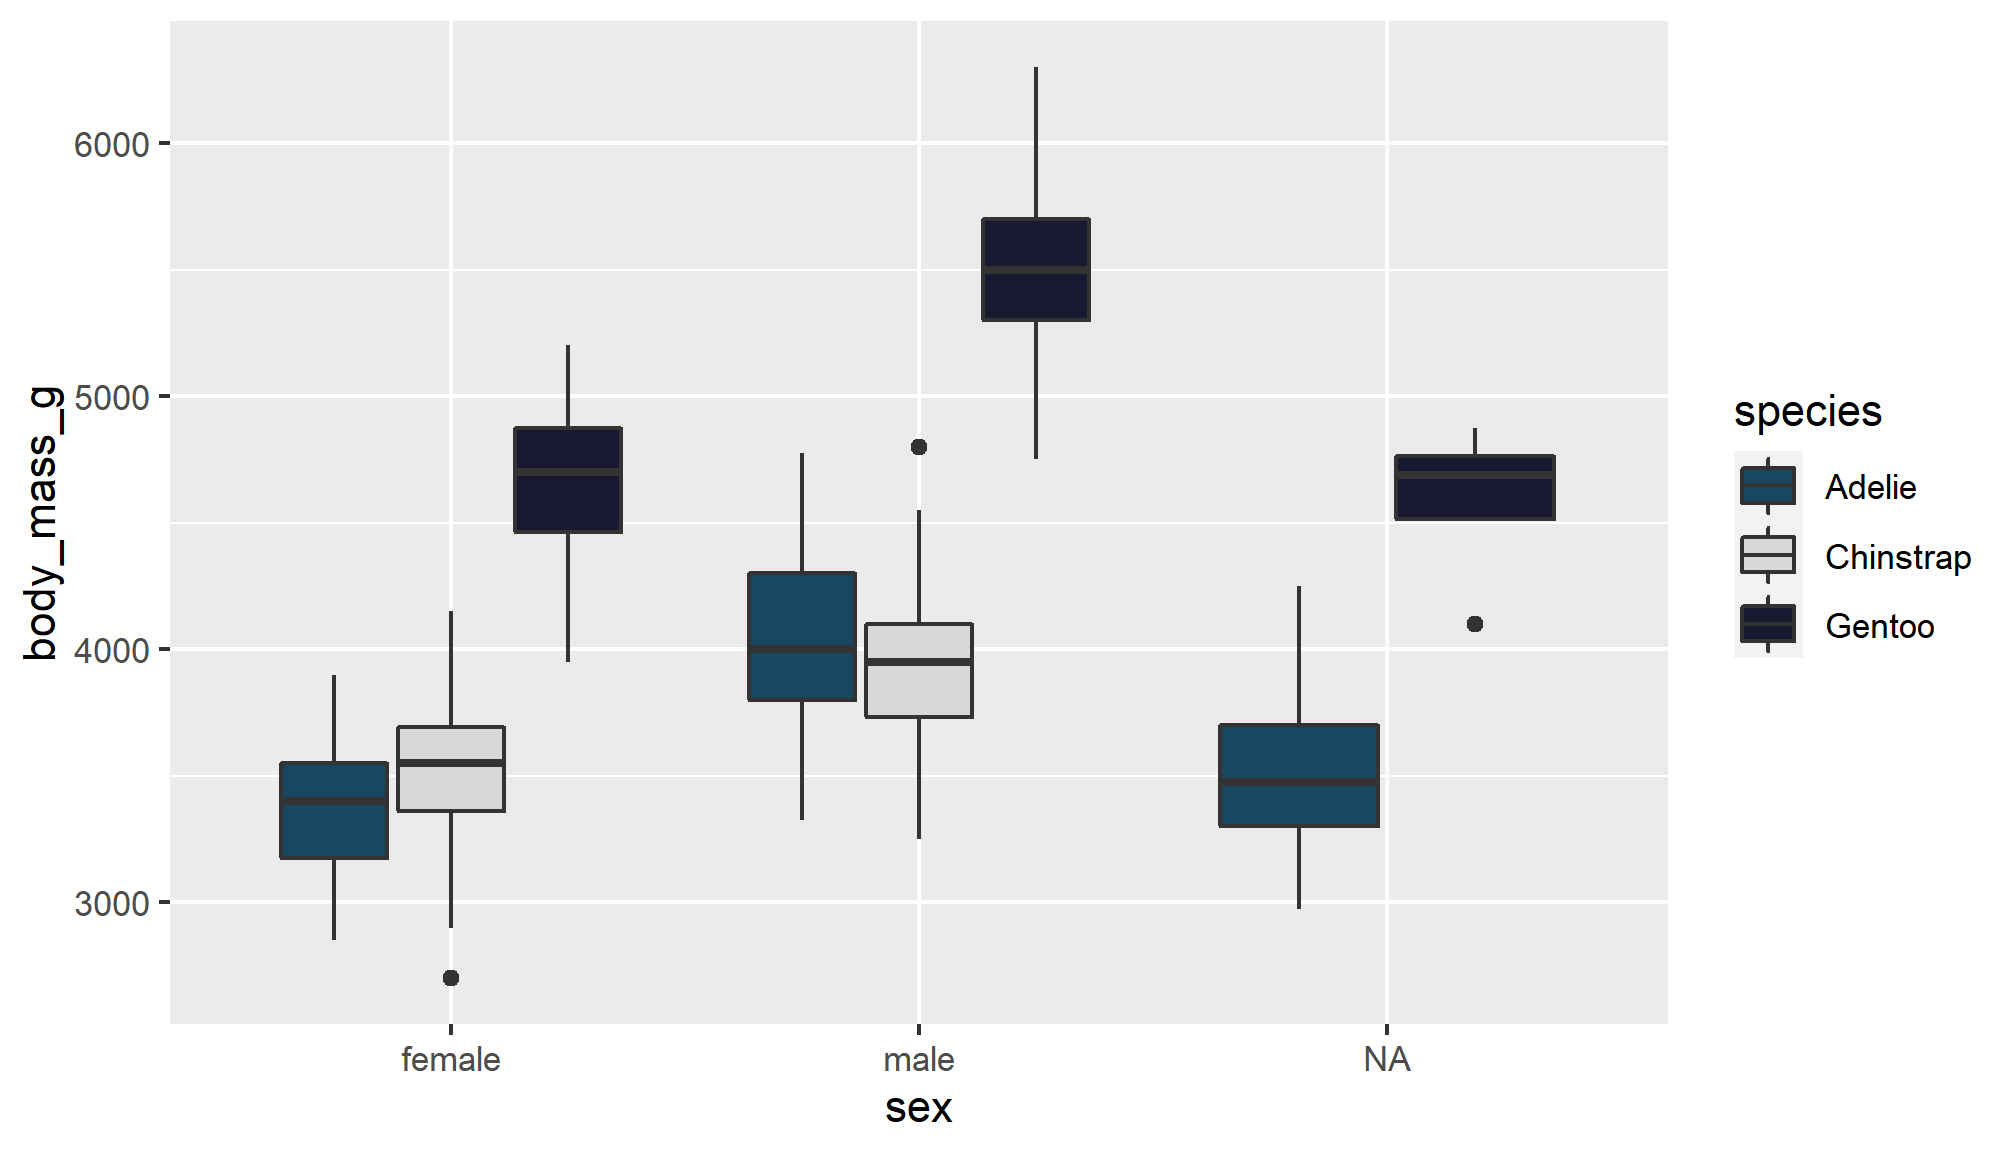 body_mass_g
6000
5000
4000
3000
female
male
NA
sex
species
Adelie
Chinstrap
Gentoo